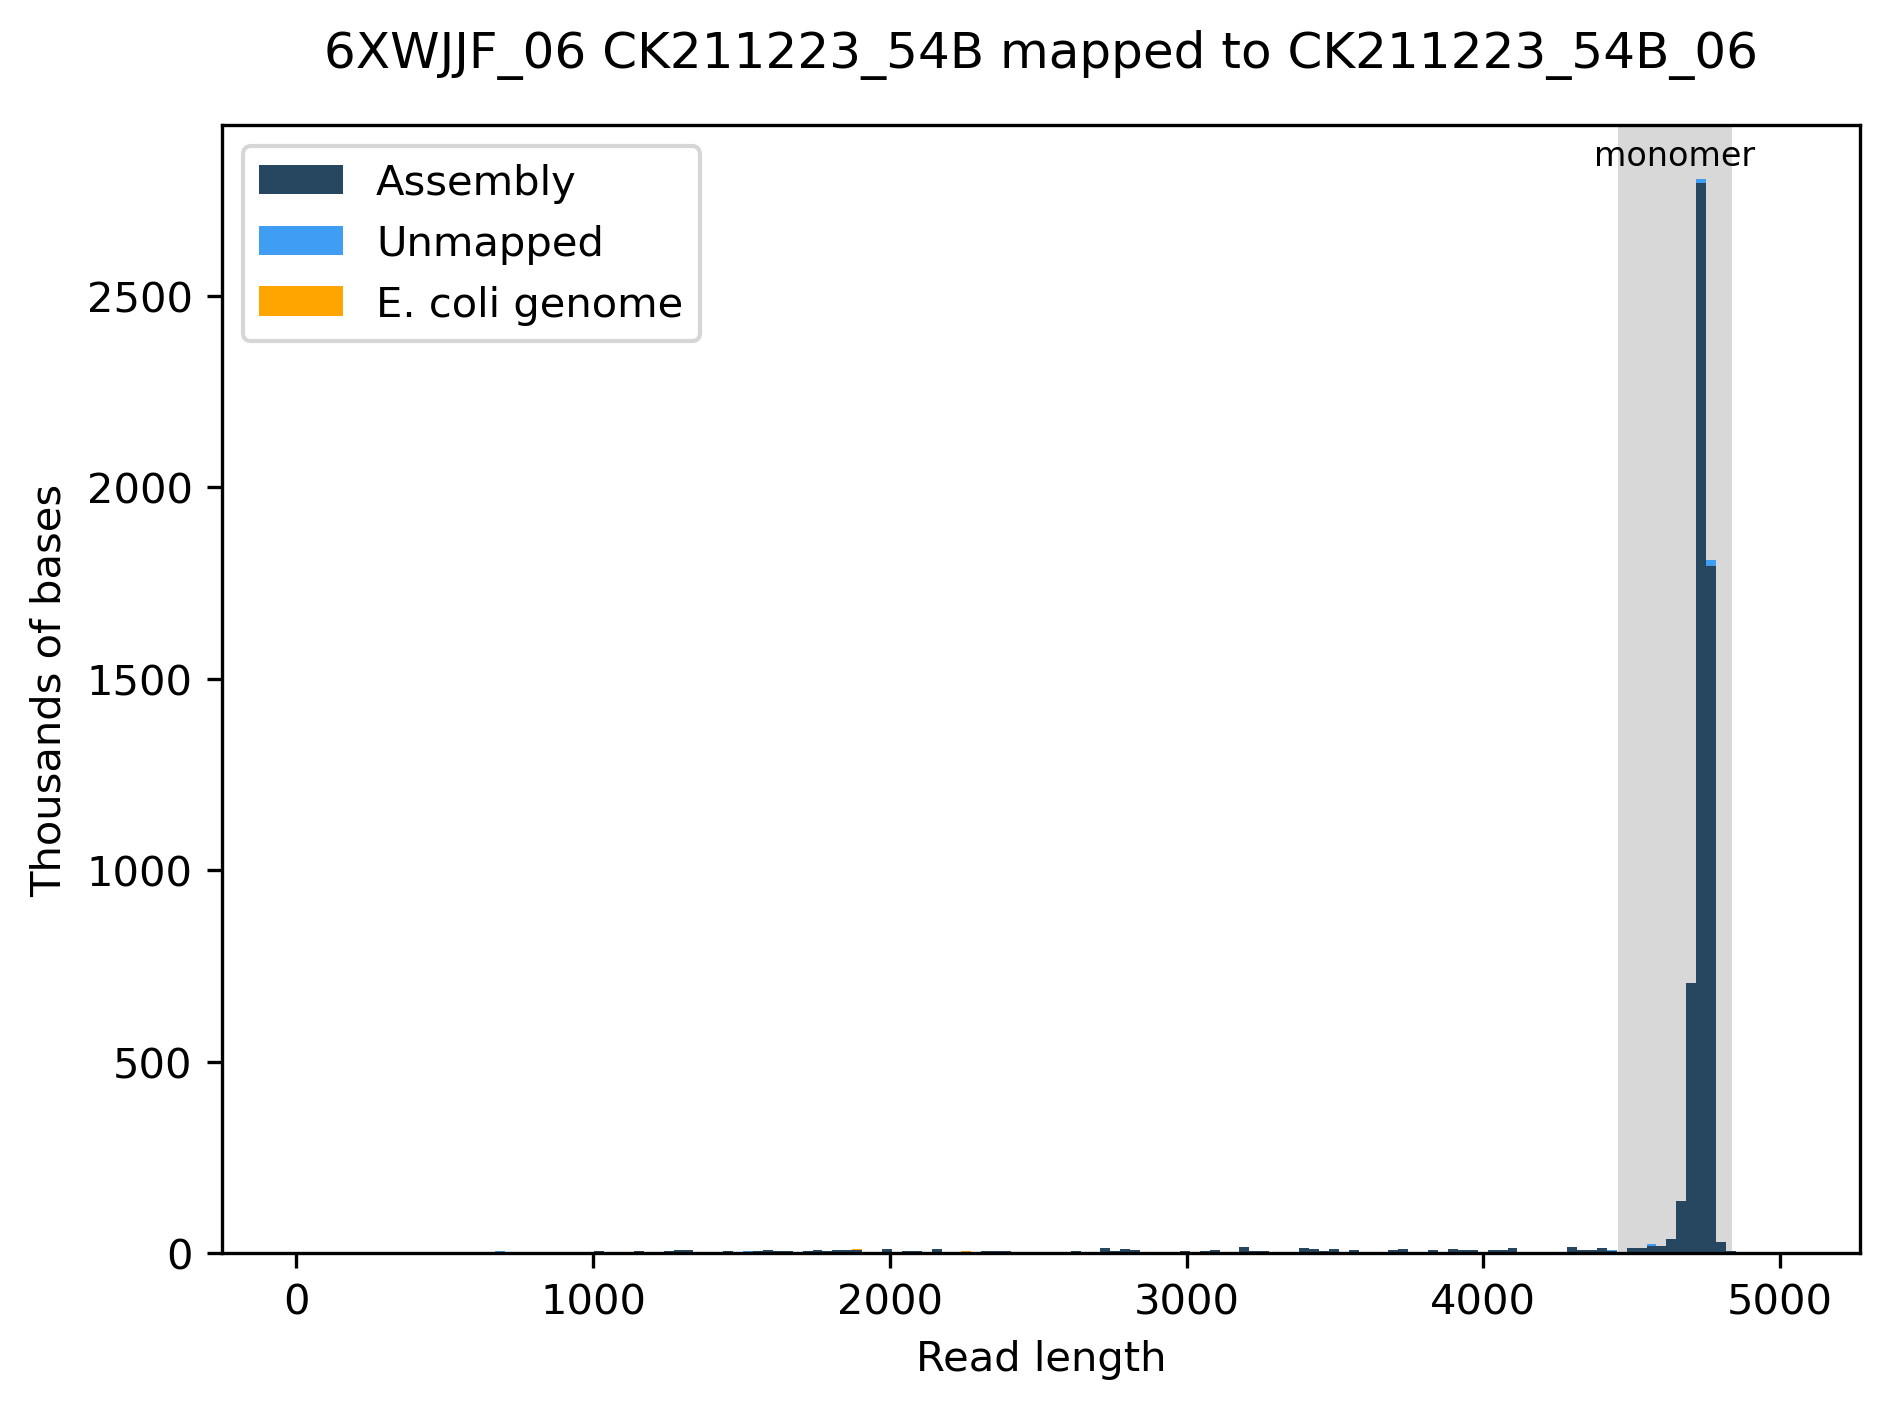 6XWJJF_06 CK211223_54B mapped to CK211223_54B_06
Assembly
Unmapped
E. coli genome
monomer
Thousands of bases
2500
2000
1500
1000
500
0
0 1000 2000 3000 4000 5000
Read length